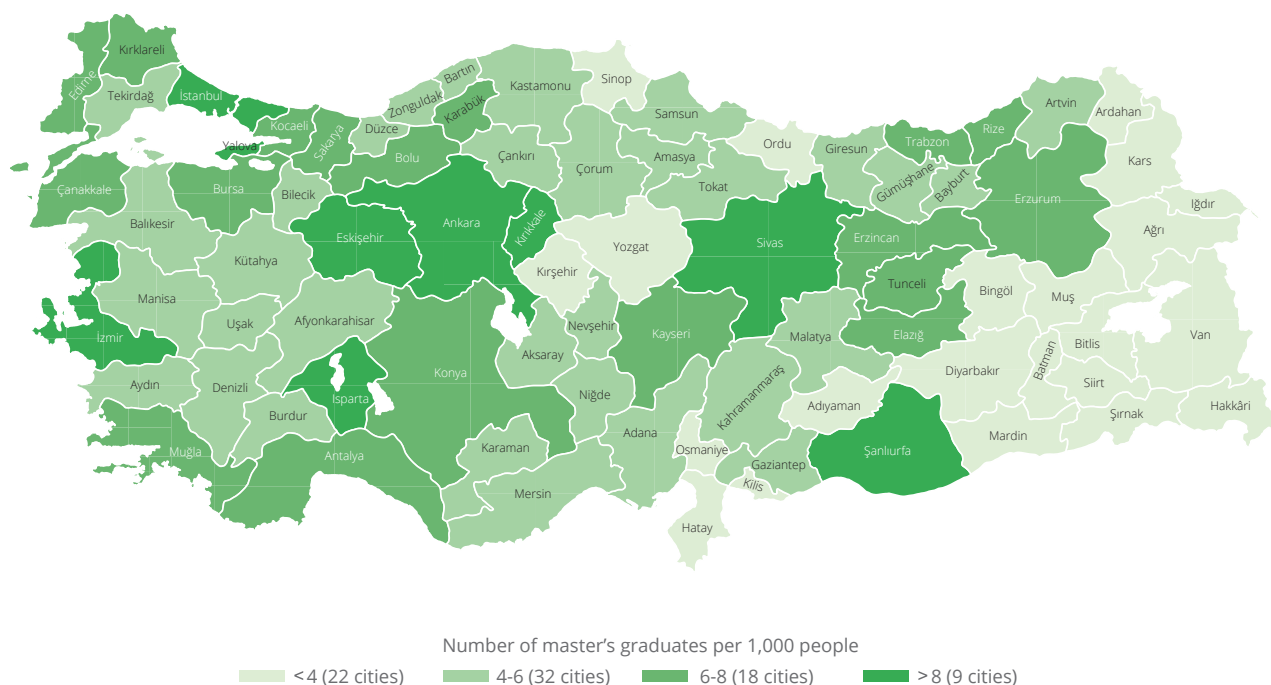 Kırklareli
Edirne
Tekirdağ
İstanbul
Yalova
Kocaeli
Sakarya
Düzce
Zonguldak
Bartın
Karabük
Kastamonu
Sinop
Samsun
Ordu
Giresun
Trabzon
Rize
Artvin
Ardahan
Kars
Iğdır
Ağrı
Erzurum
Bayburt
Gümüşhane
Tokat
Amasya
Çorum
Çankırı
Bolu
Bilecik
Bursa
Çanakkale
Balıkesir
Kütahya
Eskişehir
Ankara
Kırıkkale
Kırşehir
Yozgat
Sivas
Erzincan
Tunceli
Bingöl
Muş
Van
Bitlis
Batman
Siirt
Hakkâri
Şırnak
Mardin
Diyarbakır
Elazığ
Malatya
Adıyaman
Şanlıurfa
Kahramanmaraş
Kayseri
Nevşehir
Aksaray
Niğde
Konya
Afyonkarahisar
Uşak
Manisa
İzmir
Aydın
Denizli
Isparta
Burdur
Muğla
Antalya
Karaman
Mersin
Adana
Osmaniye
Gaziantep
Kilis
Hatay
Number of master's graduates per 1,000 people
<4 (22 cities)
4-6 (32 cities)
6-8 (18 cities)
>8 (9 cities)